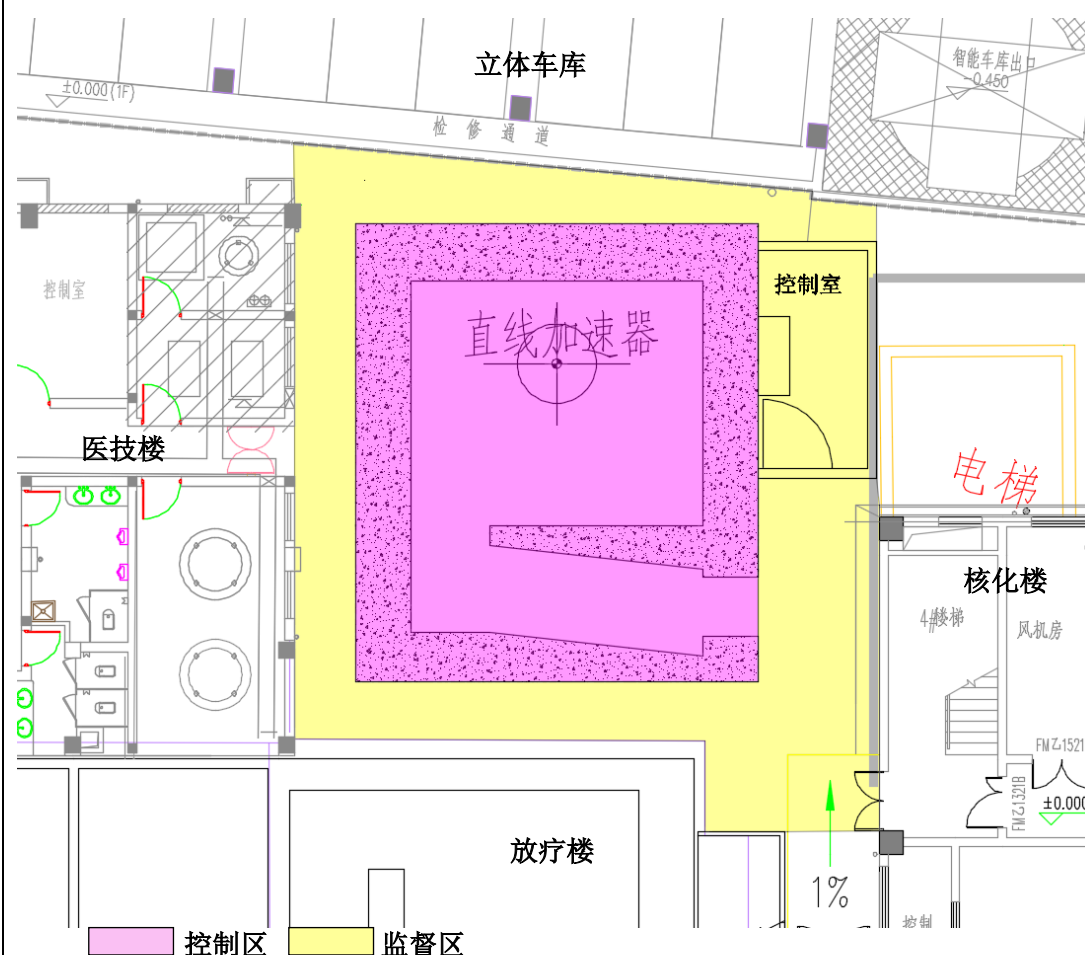 立体车库
智能车库出口
-0.450
±0.000(1F)
检修通道
控制室
控制室
直线加速器
医技楼
电梯
核化楼
4#楼梯
风机房
FM乙1521
FM乙1321B
±0.000
放疗楼
1%
控制
控制区
监督区